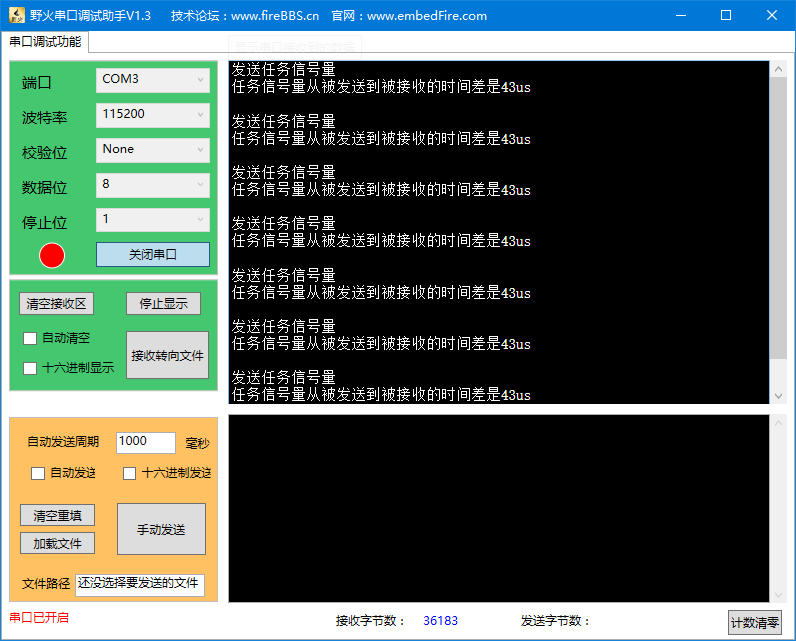 野火串口调试助手V1.3 技术论坛：www.fireBBS.cn 官网：www.embedFire.com
串口调试功能
端口 COM3
波特率 115200
校验位 None
数据位 8
停止位 1
关闭串口
清空接收区 停止显示
自动清空
十六进制显示
接收转向文件
发送任务信号量
任务信号量从被发送到被接收的时间差是43us
发送任务信号量
任务信号量从被发送到被接收的时间差是43us
发送任务信号量
任务信号量从被发送到被接收的时间差是43us
发送任务信号量
任务信号量从被发送到被接收的时间差是43us
发送任务信号量
任务信号量从被发送到被接收的时间差是43us
发送任务信号量
任务信号量从被发送到被接收的时间差是43us
发送任务信号量
任务信号量从被发送到被接收的时间差是43us
自动发送周期 1000 毫秒
自动发送 十六进制发送
清空重填
加载文件
手动发送
文件路径 还没选择要发送的文件
串口已开启 接收字节数： 36183 发送字节数： 计数清零